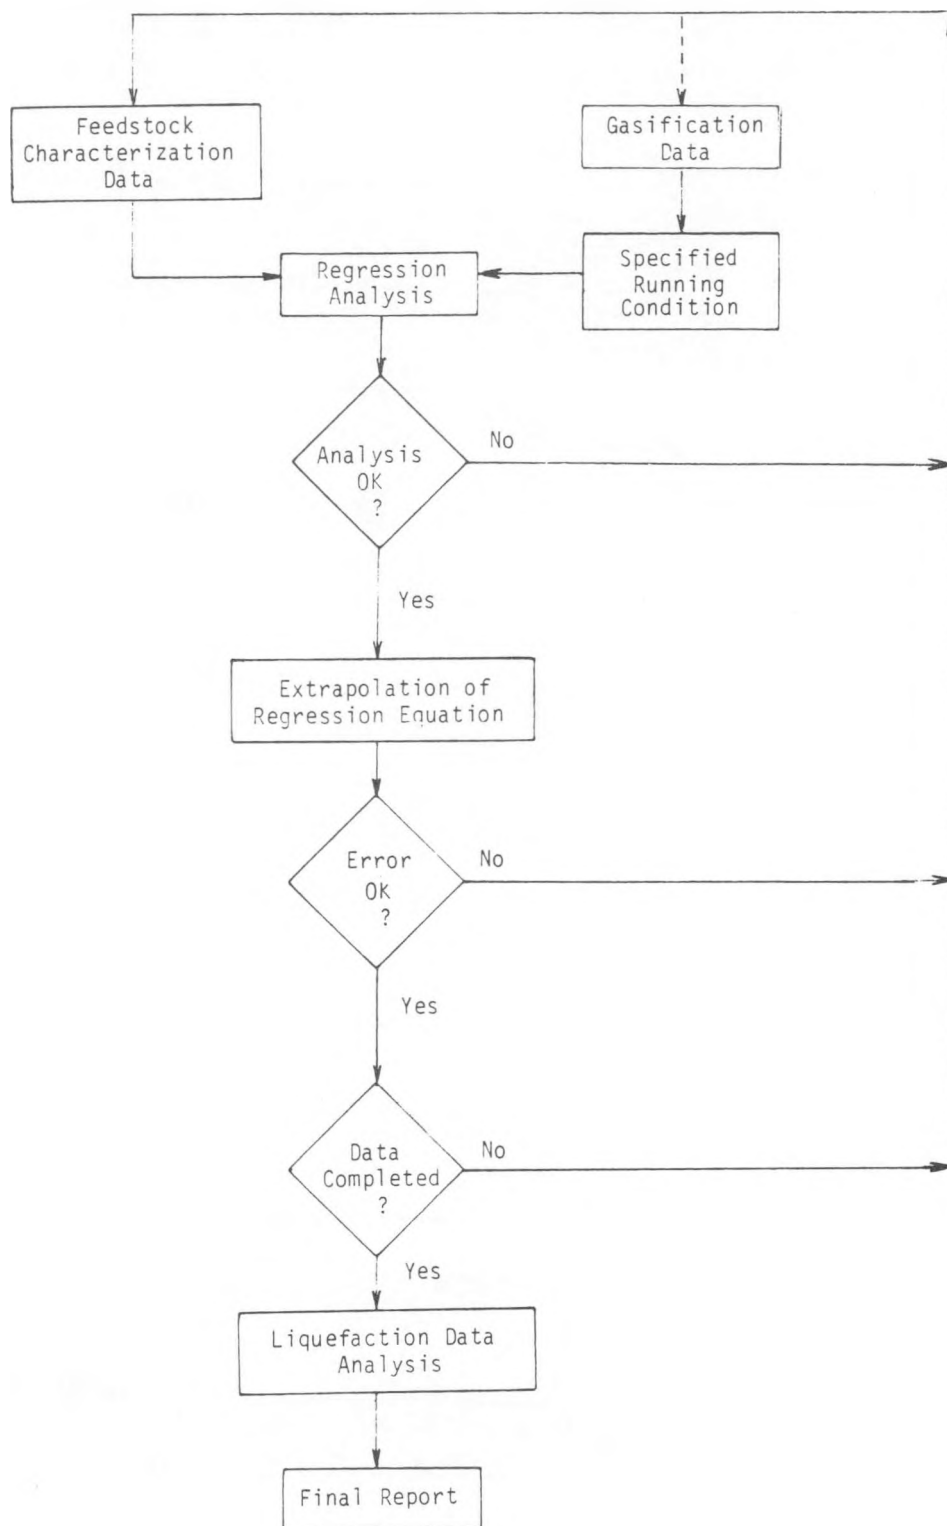 Feedstock
Characterization
Data
Gasification
Data
Regression
Analysis
Specified
Running
Condition
Analysis
OK
?
No
Yes
Extrapolation of
Regression Equation
Error
OK
?
No
Yes
Data
Completed
?
No
Yes
Liquefaction Data
Analysis
Final Report